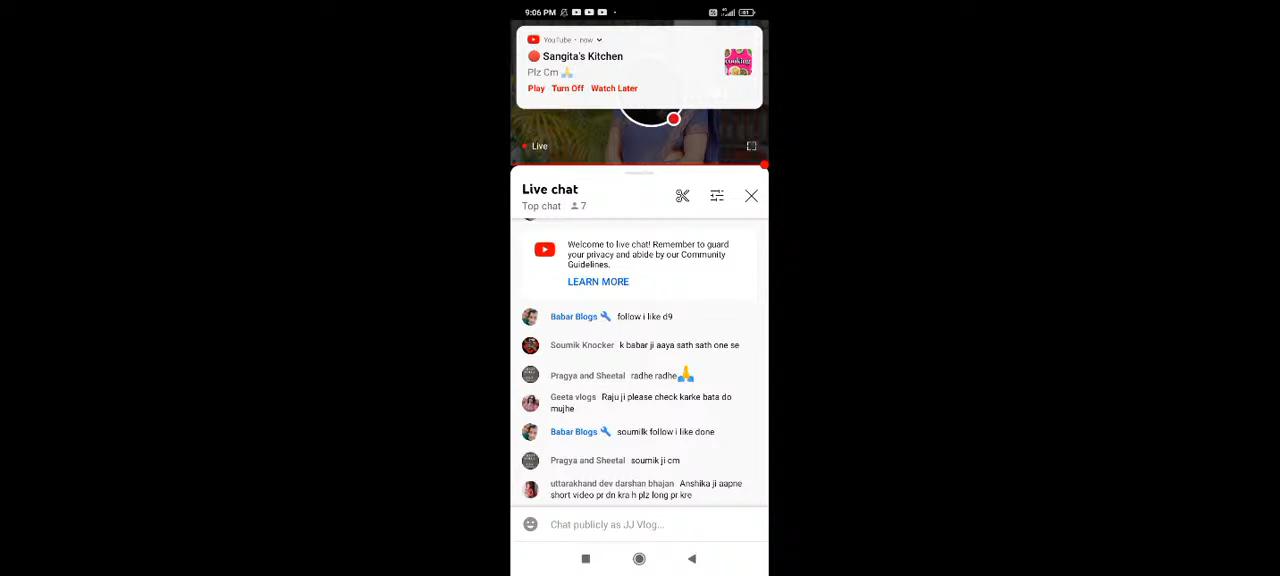 9:06 PM
YouTube • now
Sangita's Kitchen
Plz Cm 🙏
cooking
Play Turn Off Watch Later
Live
Live chat
Top chat 7
Welcome to live chat! Remember to guard
your privacy and abide by our Community
Guidelines.
LEARN MORE
Babar Blogs follow i like d9
Soumik Knocker k babar ji aaya sath sath one se
Pragya and Sheetal radhe radhe🙏
Geeta vlogs Raju ji please check karke bata do
mujhe
Babar Blogs soumilk follow i like done
Pragya and Sheetal soumik ji cm
uttarakhand dev darshan bhajan Anshika ji aapne
short video pr dn kra h plz long pr kre
Chat publicly as JJ Vlog...